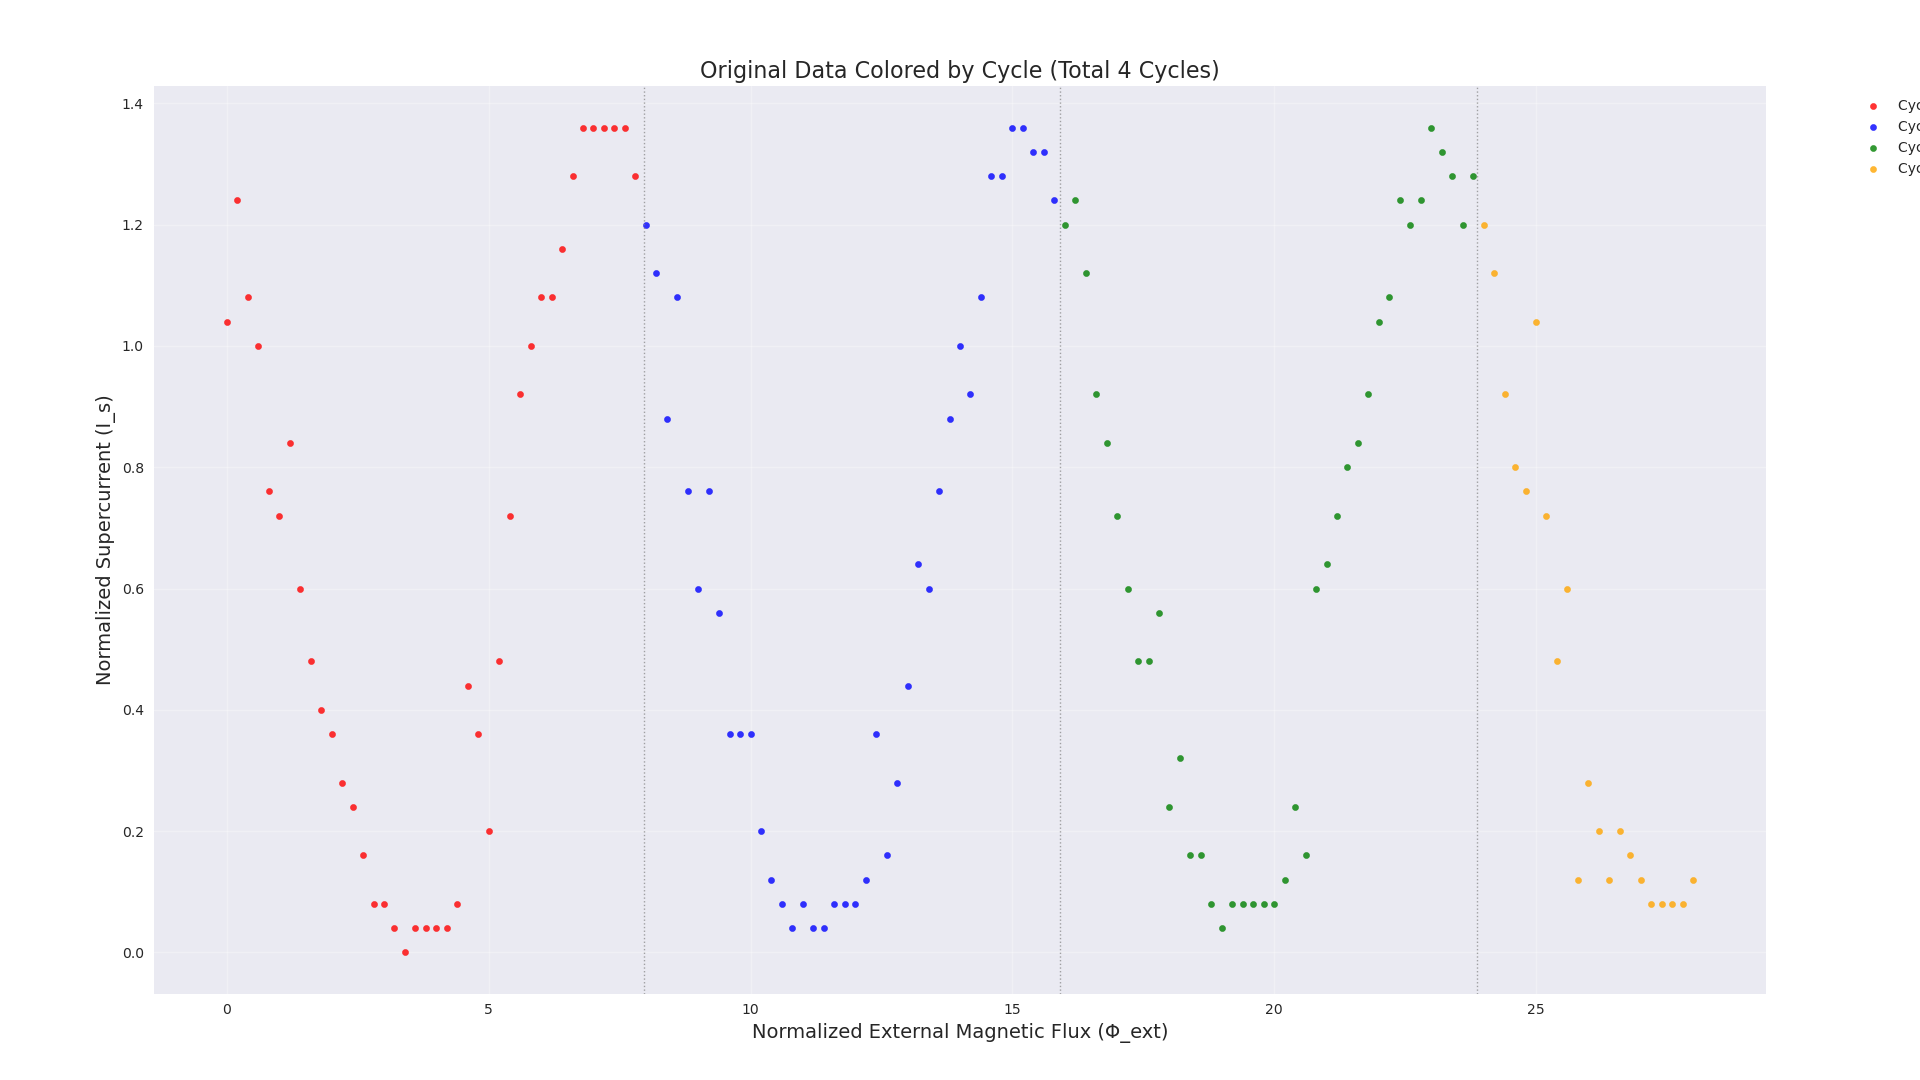 Original Data Colored by Cycle (Total 4 Cycles)
1.4
1.2
1.0
0.8
0.6
0.4
0.2
0.0
Normalized Supercurrent (I_s)
0 5 10 15 20 25
Normalized External Magnetic Flux (Φ_ext)
Cyc
Cyc
Cyc
Cyc